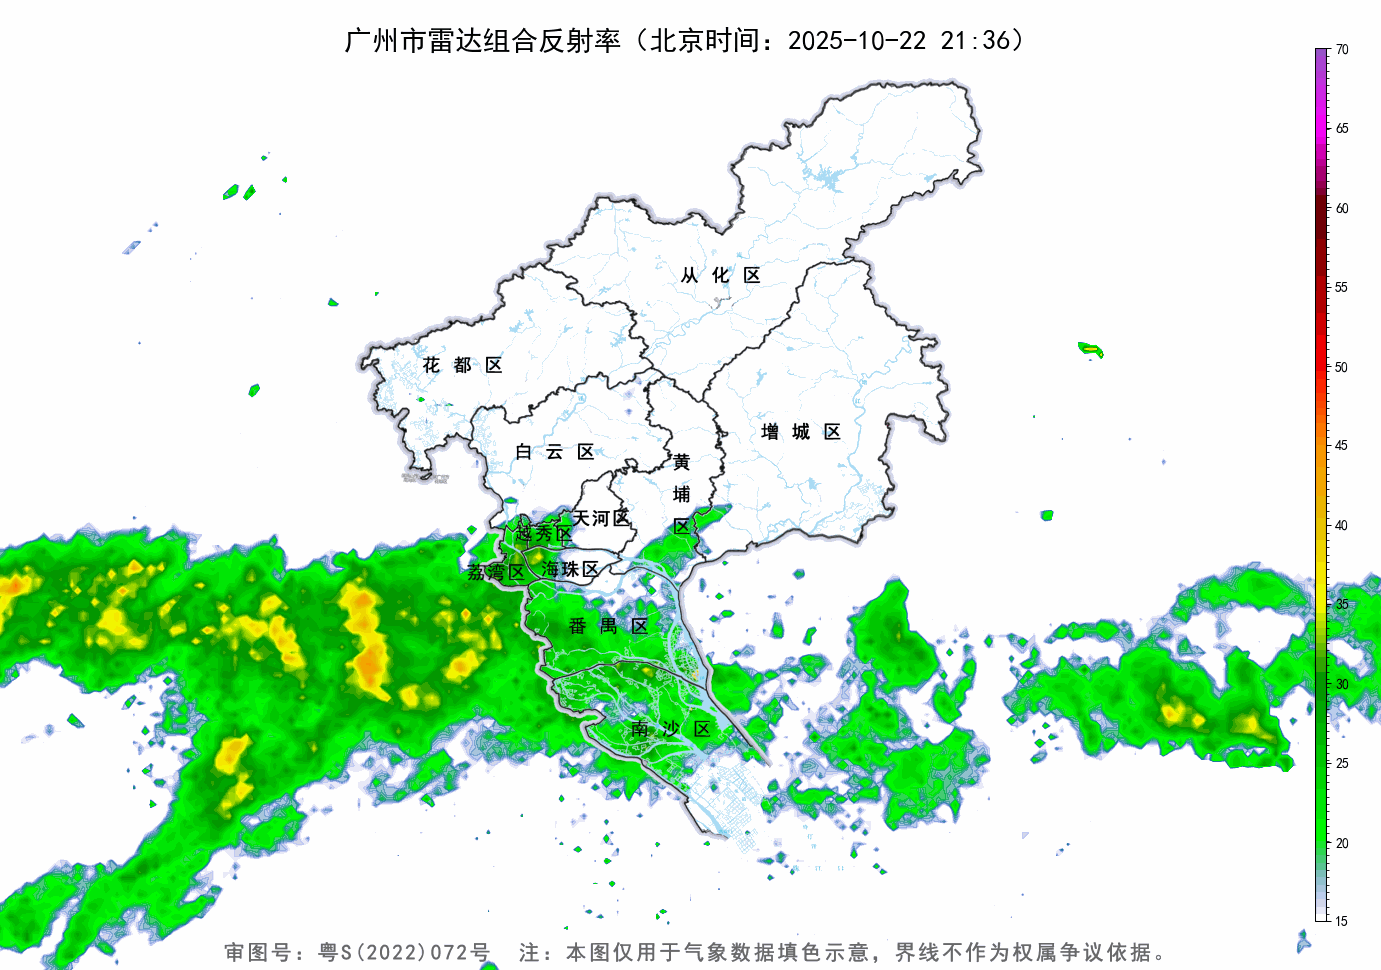 广州市雷达组合反射率（北京时间：2025-10-22 21:36）
70
65
60
55
50
45
40
35
30
25
20
15
从化区
花都区
增城区
白云区
黄埔区
天河区
越秀区
荔湾区
海珠区
番禺区
南沙区
审图号：粤S(2022)072号 注：本图仅用于气象数据填色示意，界线不作为权属争议依据。